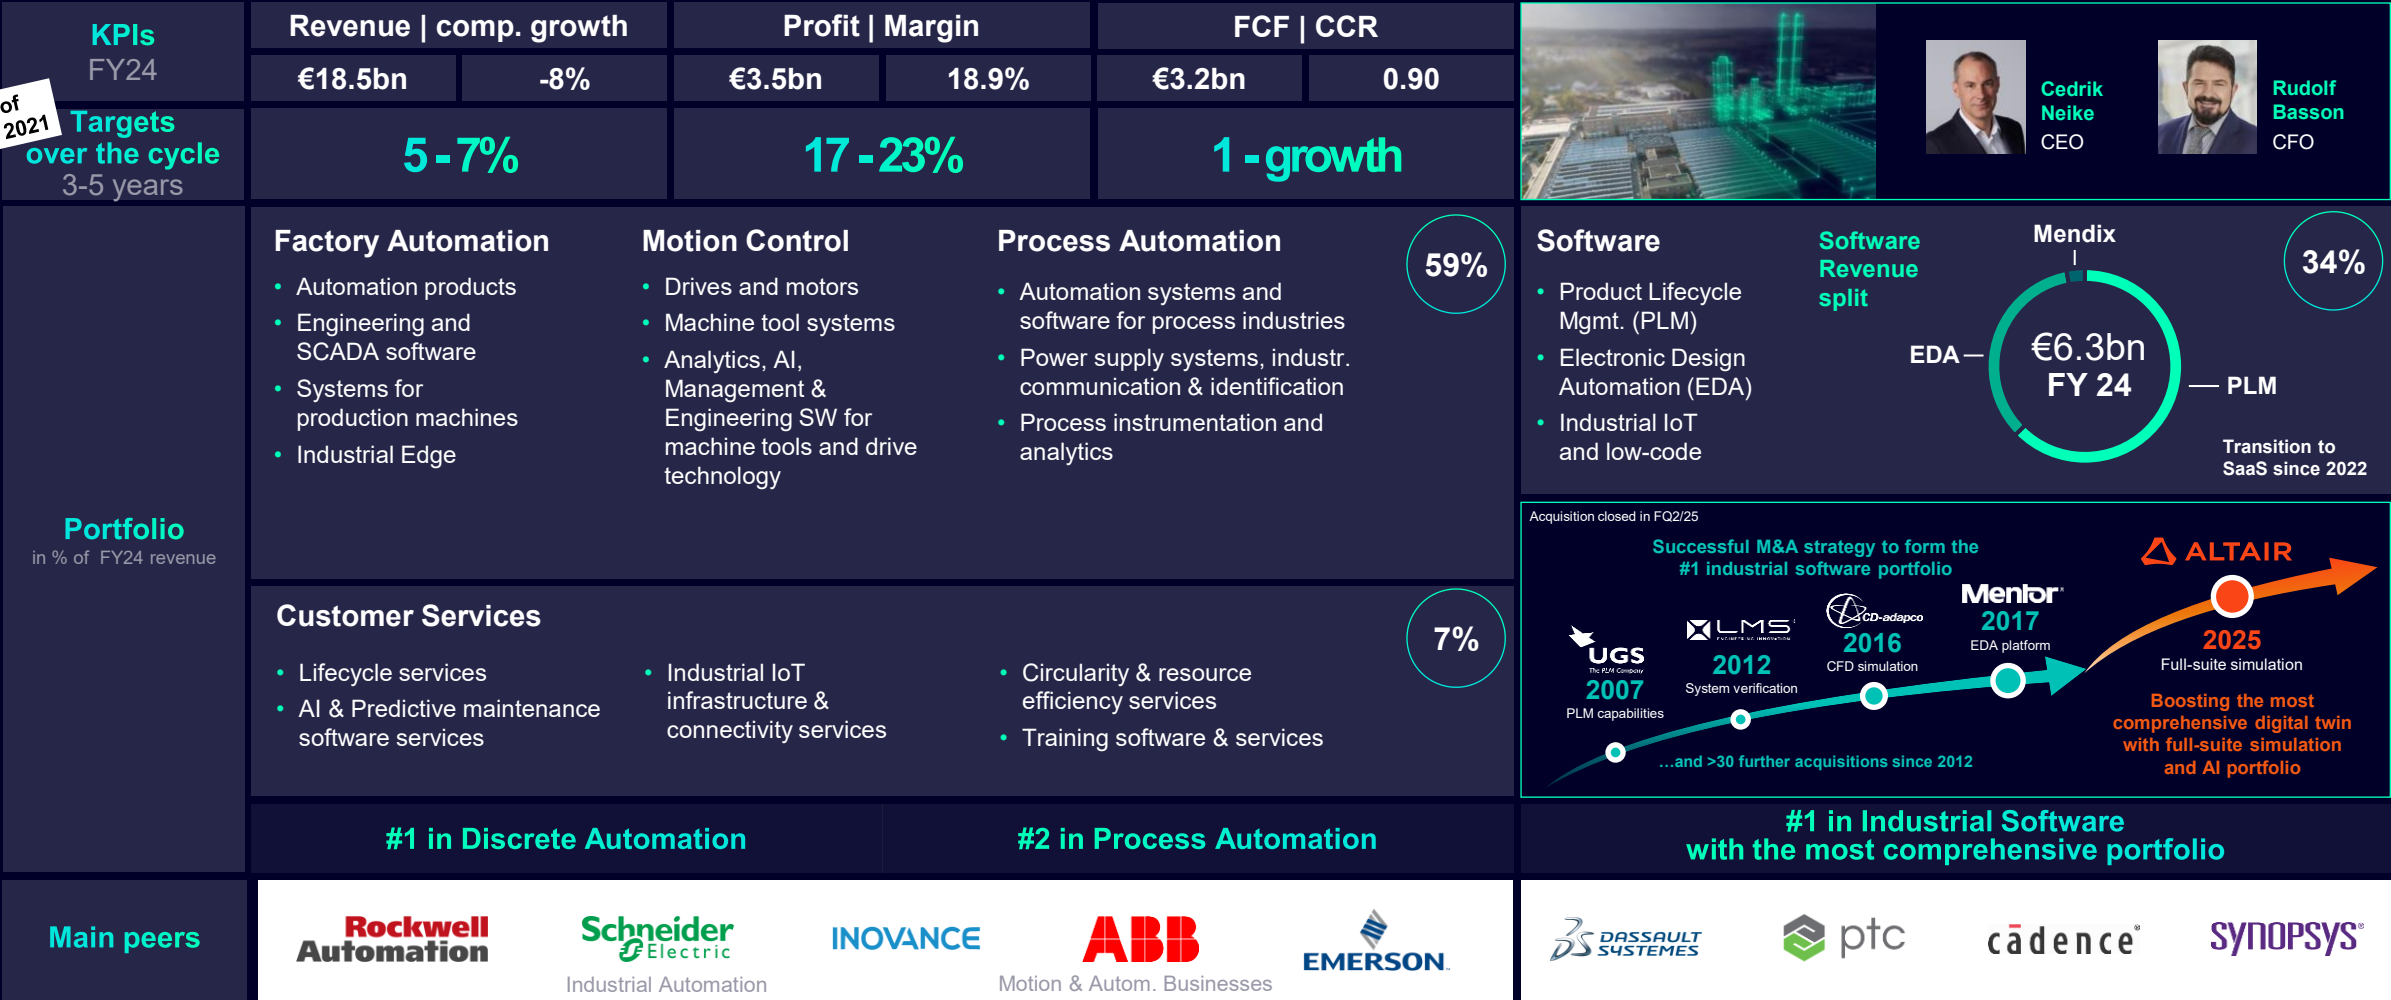 KPIs
FY24
Revenue | comp. growth
Profit | Margin
FCF | CCR
€18.5bn
-8%
€3.5bn
18.9%
€3.2bn
0.90
of
2021
Targets
over the cycle
3-5 years
5 - 7%
17 - 23%
1 - growth
Cedrik
Neike
CEO
Rudolf
Basson
CFO
Portfolio
in % of FY24 revenue
Factory Automation
• Automation products
• Engineering and
SCADA software
• Systems for
production machines
• Industrial Edge
Motion Control
• Drives and motors
• Machine tool systems
• Analytics, AI,
Management &
Engineering SW for
machine tools and drive
technology
Process Automation
• Automation systems and
software for process industries
• Power supply systems, industr.
communication & identification
• Process instrumentation and
analytics
59%
Software
• Product Lifecycle
Mgmt. (PLM)
• Electronic Design
Automation (EDA)
• Industrial IoT
and low-code
Software
Revenue
split
Mendix
EDA
PLM
€6.3bn
FY 24
34%
Transition to
SaaS since 2022
Customer Services
• Lifecycle services
• AI & Predictive maintenance
software services
• Industrial IoT
infrastructure &
connectivity services
• Circularity & resource
efficiency services
• Training software & services
7%
Acquisition closed in FQ2/25
Successful M&A strategy to form the
#1 industrial software portfolio
UGS
The PLM Company
2007
PLM capabilities
LMS
ENGINEERING INNOVATION
2012
System verification
CD-adapco
2016
CFD simulation
Mentor®
2017
EDA platform
ALTAIR
2025
Full-suite simulation
Boosting the most
comprehensive digital twin
with full-suite simulation
and AI portfolio
…and >30 further acquisitions since 2012
#1 in Discrete Automation
#2 in Process Automation
#1 in Industrial Software
with the most comprehensive portfolio
Main peers
Rockwell
Automation
Schneider
Electric
Industrial Automation
INOVANCE
ABB
Motion & Autom. Businesses
EMERSON
DASSAULT
SYSTEMES
ptc
cādence®
SYNOPSYS®